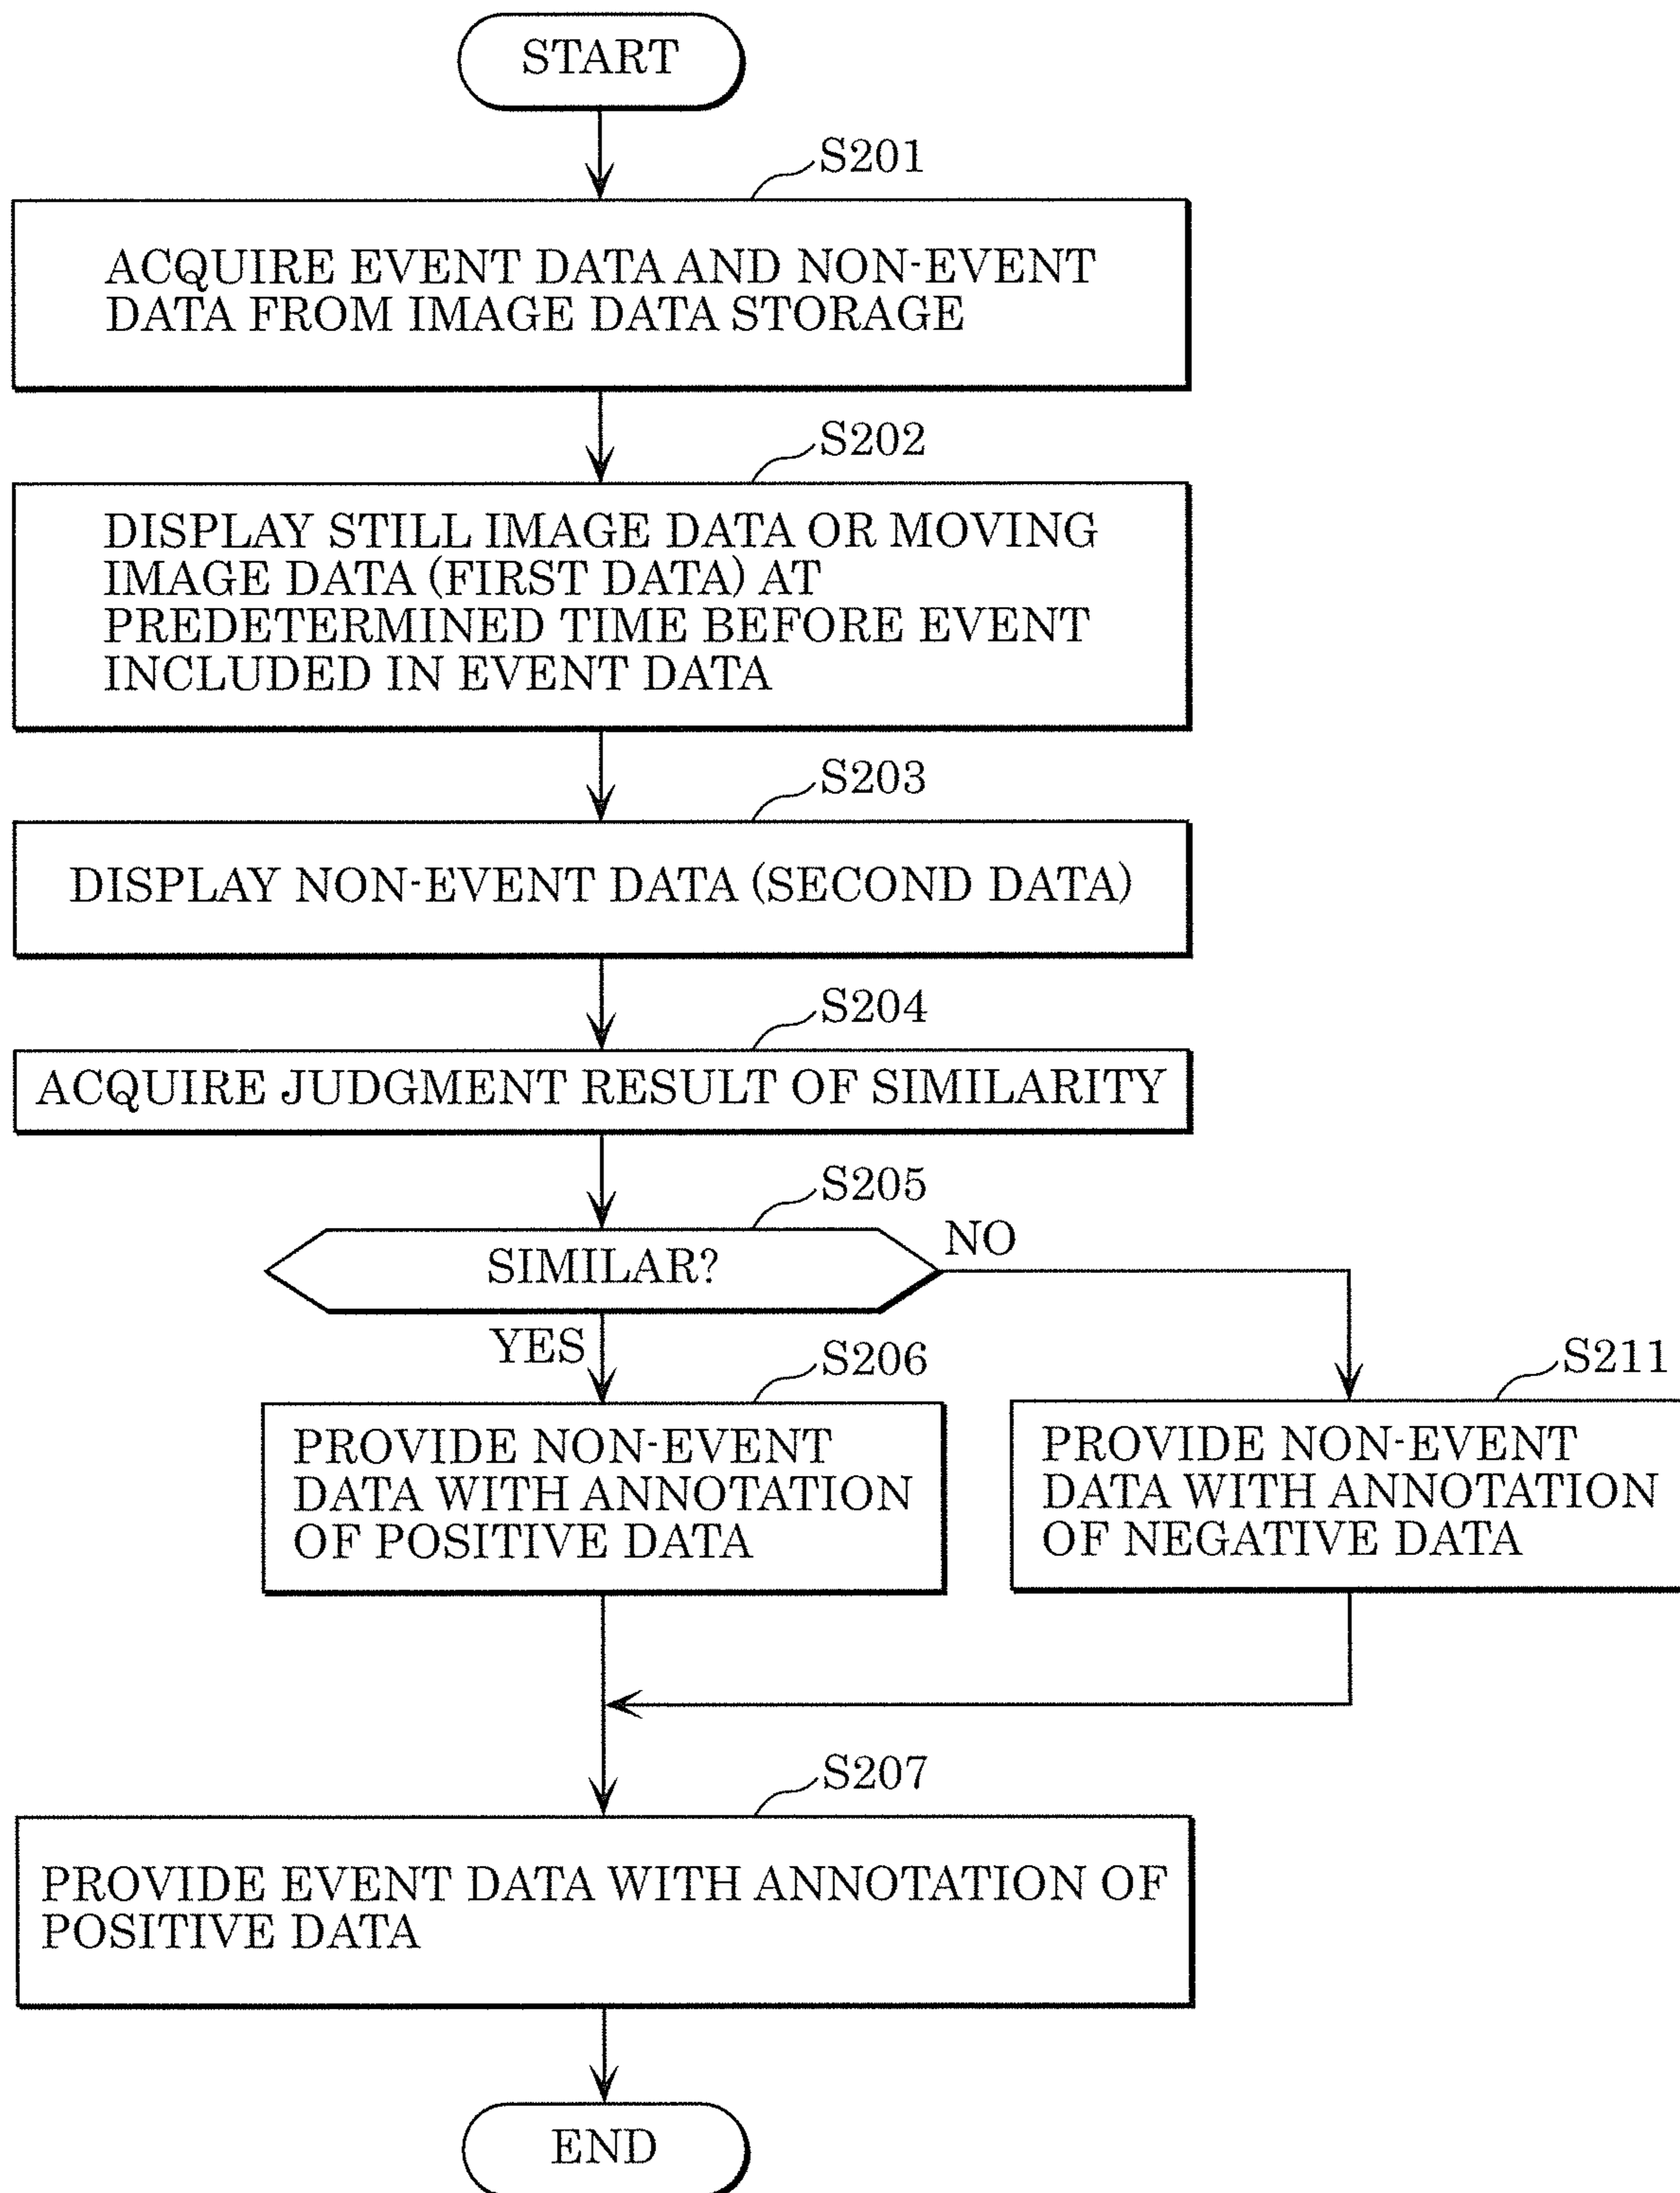 START
S201
ACQUIRE EVENT DATA AND NON-EVENT
DATA FROM IMAGE DATA STORAGE
S202
DISPLAY STILL IMAGE DATA OR MOVING
IMAGE DATA (FIRST DATA) AT
PREDETERMINED TIME BEFORE EVENT
INCLUDED IN EVENT DATA
S203
DISPLAY NON-EVENT DATA (SECOND DATA)
S204
ACQUIRE JUDGMENT RESULT OF SIMILARITY
S205
SIMILAR?
NO
YES
S206
PROVIDE NON-EVENT
DATA WITH ANNOTATION
OF POSITIVE DATA
S211
PROVIDE NON-EVENT
DATA WITH ANNOTATION
OF NEGATIVE DATA
S207
PROVIDE EVENT DATA WITH ANNOTATION OF
POSITIVE DATA
END